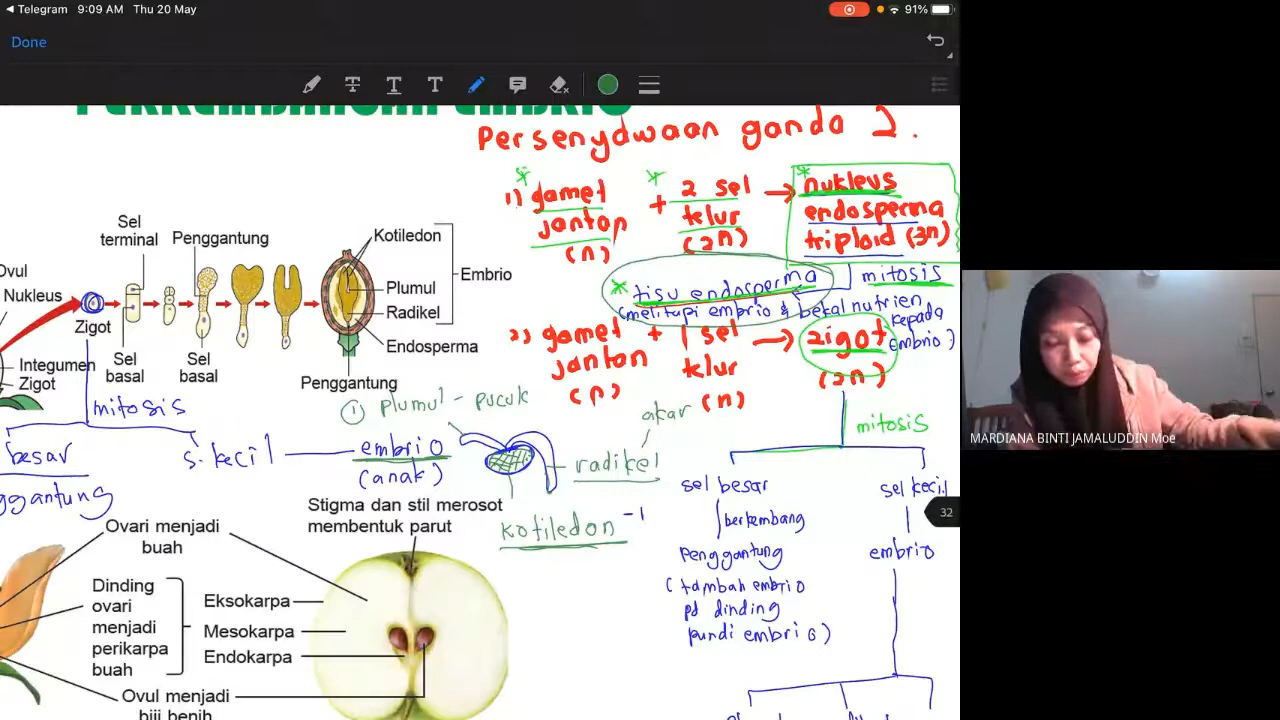 Telegram 9:09 AM Thu 20 May
91%
Done
PERKEMBANGAN EMBRIO
Persenyawaan ganda 2.
1) gamet jantan (n) + 2 sel telur (2n) → nukleus endosperma triploid (3n)
mitosis
* tisu endosperma
(melitupi embrio & bekal nutrien kepada embrio)
2) gamet jantan (n) + 1 sel telur (n) → zigot (2n)
mitosis
sel besar
berkembang
penggantung
(tambah embrio
pd dinding
pundi embrio)
sel kecil
embrio
32
Sel terminal
Penggantung
Kotiledon
Plumul
Radikel
Embrio
Endosperma
Penggantung
Ovul
Nukleus
Zigot
Integumen
Zigot
Sel basal
Sel basal
mitosis
besar
s. kecil
embrio
(anak)
1 plumul - pucuk
akar
radikel
kotiledon -1
Stigma dan stil merosot
membentuk parut
Ovari menjadi
buah
Dinding
ovari
menjadi
perikarpa
buah
Eksokarpa
Mesokarpa
Endokarpa
Ovul menjadi
biji benih
MARDIANA BINTI JAMALUDDIN Moe